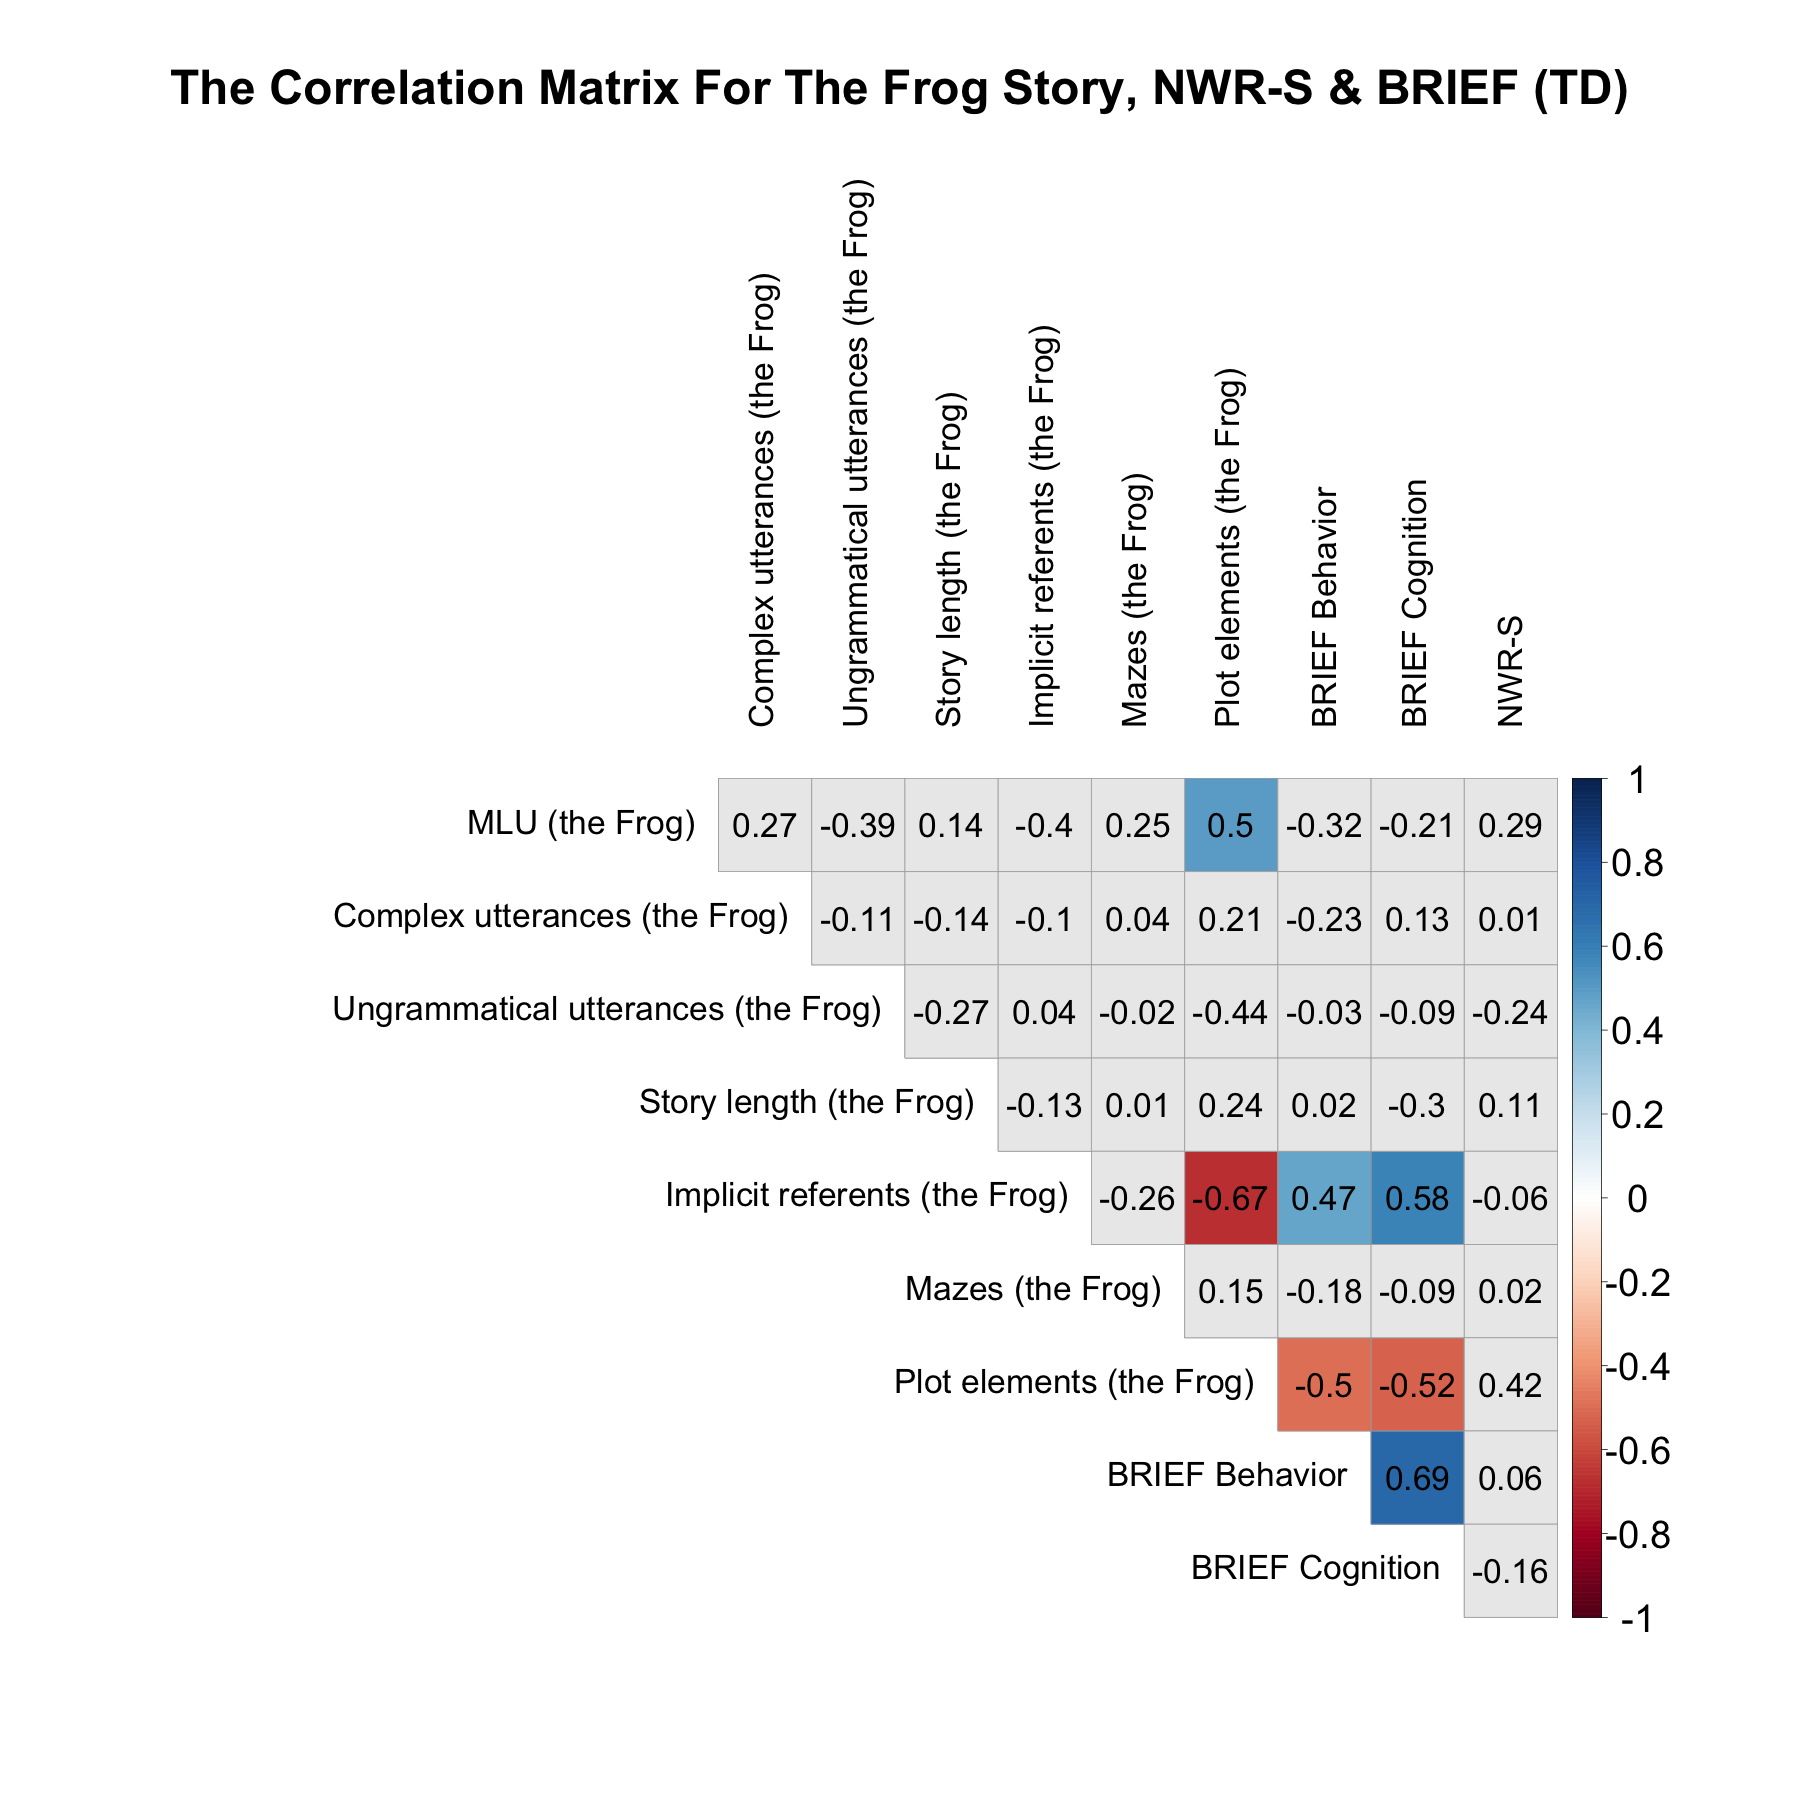 The Correlation Matrix For The Frog Story, NWR-S & BRIEF (TD)
Complex utterances (the Frog)
Ungrammatical utterances (the Frog)
Story length (the Frog)
Implicit referents (the Frog)
Mazes (the Frog)
Plot elements (the Frog)
BRIEF Behavior
BRIEF Cognition
NWR-S
MLU (the Frog) 0.27 -0.39 0.14 -0.4 0.25 0.5 -0.32 -0.21 0.29
Complex utterances (the Frog) -0.11 -0.14 -0.1 0.04 0.21 -0.23 0.13 0.01
Ungrammatical utterances (the Frog) -0.27 0.04 -0.02 -0.44 -0.03 -0.09 -0.24
Story length (the Frog) -0.13 0.01 0.24 0.02 -0.3 0.11
Implicit referents (the Frog) -0.26 -0.67 0.47 0.58 -0.06
Mazes (the Frog) 0.15 -0.18 -0.09 0.02
Plot elements (the Frog) -0.5 -0.52 0.42
BRIEF Behavior 0.69 0.06
BRIEF Cognition -0.16
1
0.8
0.6
0.4
0.2
0
-0.2
-0.4
-0.6
-0.8
-1